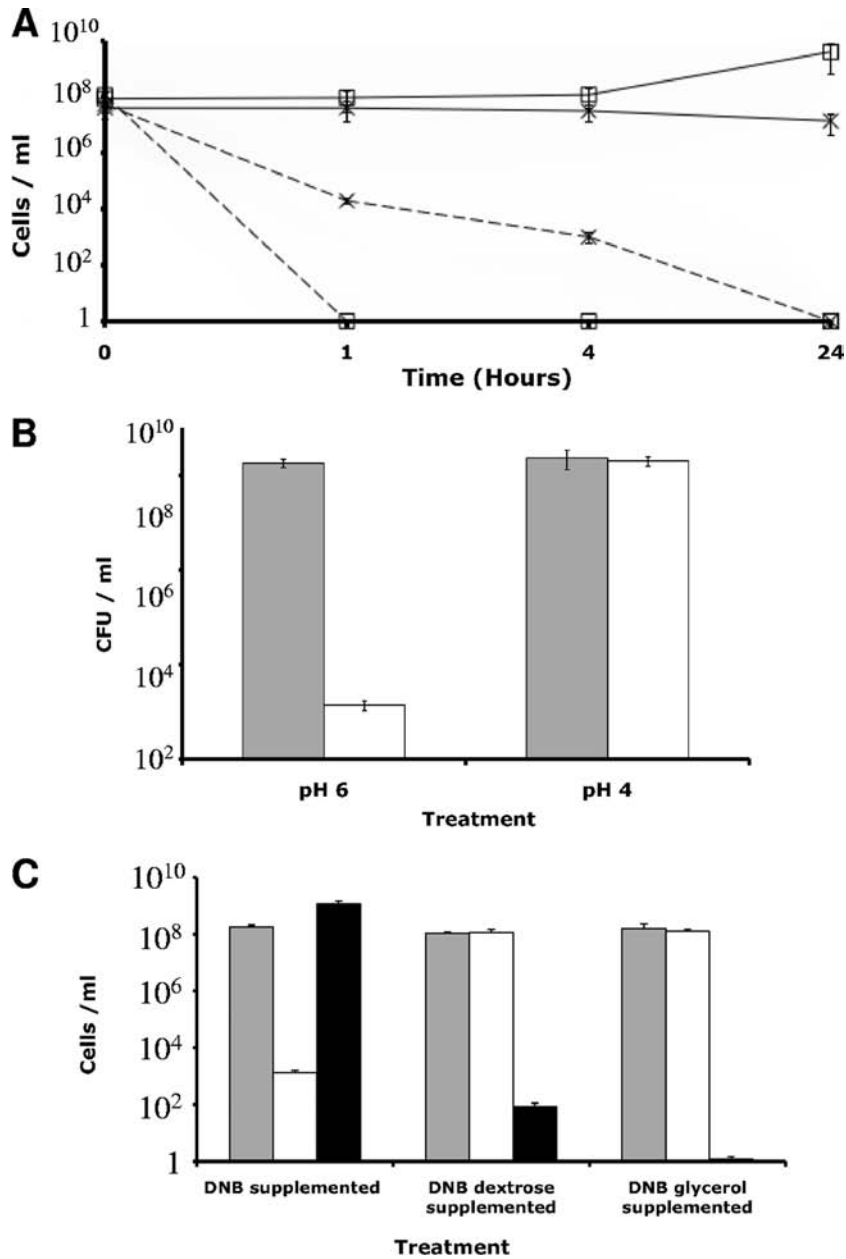 A
10¹⁰
10⁸
10⁶
10⁴
10²
1
Cells / ml
0 1 4 24
Time (Hours)
B
10¹⁰
10⁸
10⁶
10⁴
10²
CFU / ml
pH 6 pH 4
Treatment
C
10¹⁰
10⁸
10⁶
10⁴
10²
1
Cells /ml
DNB supplemented DNB dextrose DNB glycerol
supplemented supplemented
Treatment